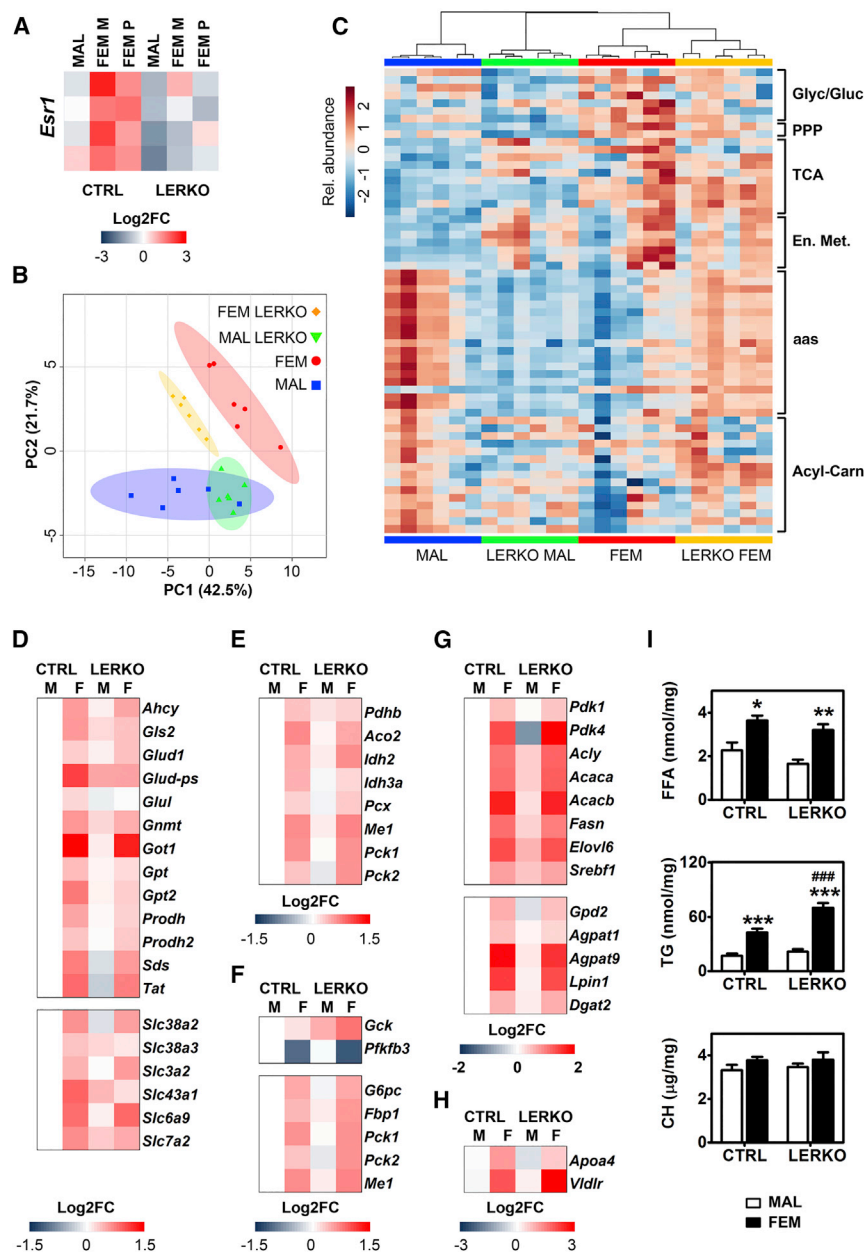 A
MAL FEM M FEM P MAL FEM M FEM P
Esr1
CTRL LERKO
Log2FC
-3 0 3
B
FEM LERKO
MAL LERKO
FEM
MAL
5
0
-5
PC2 (21.7%)
-15 -10 -5 0 5 10
PC1 (42.5%)
C
Rel. abundance
2
1
0
-1
-2
Glyc/Gluc
PPP
TCA
En. Met.
aas
Acyl-Carn
MAL LERKO MAL FEM LERKO FEM
D
CTRL LERKO
M F M F
Ahcy
Gls2
Glud1
Glud-ps
Glul
Gnmt
Got1
Gpt
Gpt2
Prodh
Prodh2
Sds
Tat
Slc38a2
Slc38a3
Slc3a2
Slc43a1
Slc6a9
Slc7a2
Log2FC
-1.5 0 1.5
E
CTRL LERKO
M F M F
Pdhb
Aco2
Idh2
Idh3a
Pcx
Me1
Pck1
Pck2
Log2FC
-1.5 0 1.5
F
CTRL LERKO
M F M F
Gck
Pfkfb3
G6pc
Fbp1
Pck1
Pck2
Me1
Log2FC
-1.5 0 1.5
G
CTRL LERKO
M F M F
Pdk1
Pdk4
Acly
Acaca
Acacb
Fasn
Elovl6
Srebf1
Gpd2
Agpat1
Agpat9
Lpin1
Dgat2
Log2FC
-2 0 2
H
CTRL LERKO
M F M F
Apoa4
Vldlr
Log2FC
-3 0 3
I
FFA (nmol/mg)
4
2
0
* **
CTRL LERKO
TG (nmol/mg)
120
60
0
###
*** ***
CTRL LERKO
CH (µg/mg)
4
2
0
CTRL LERKO
MAL
FEM